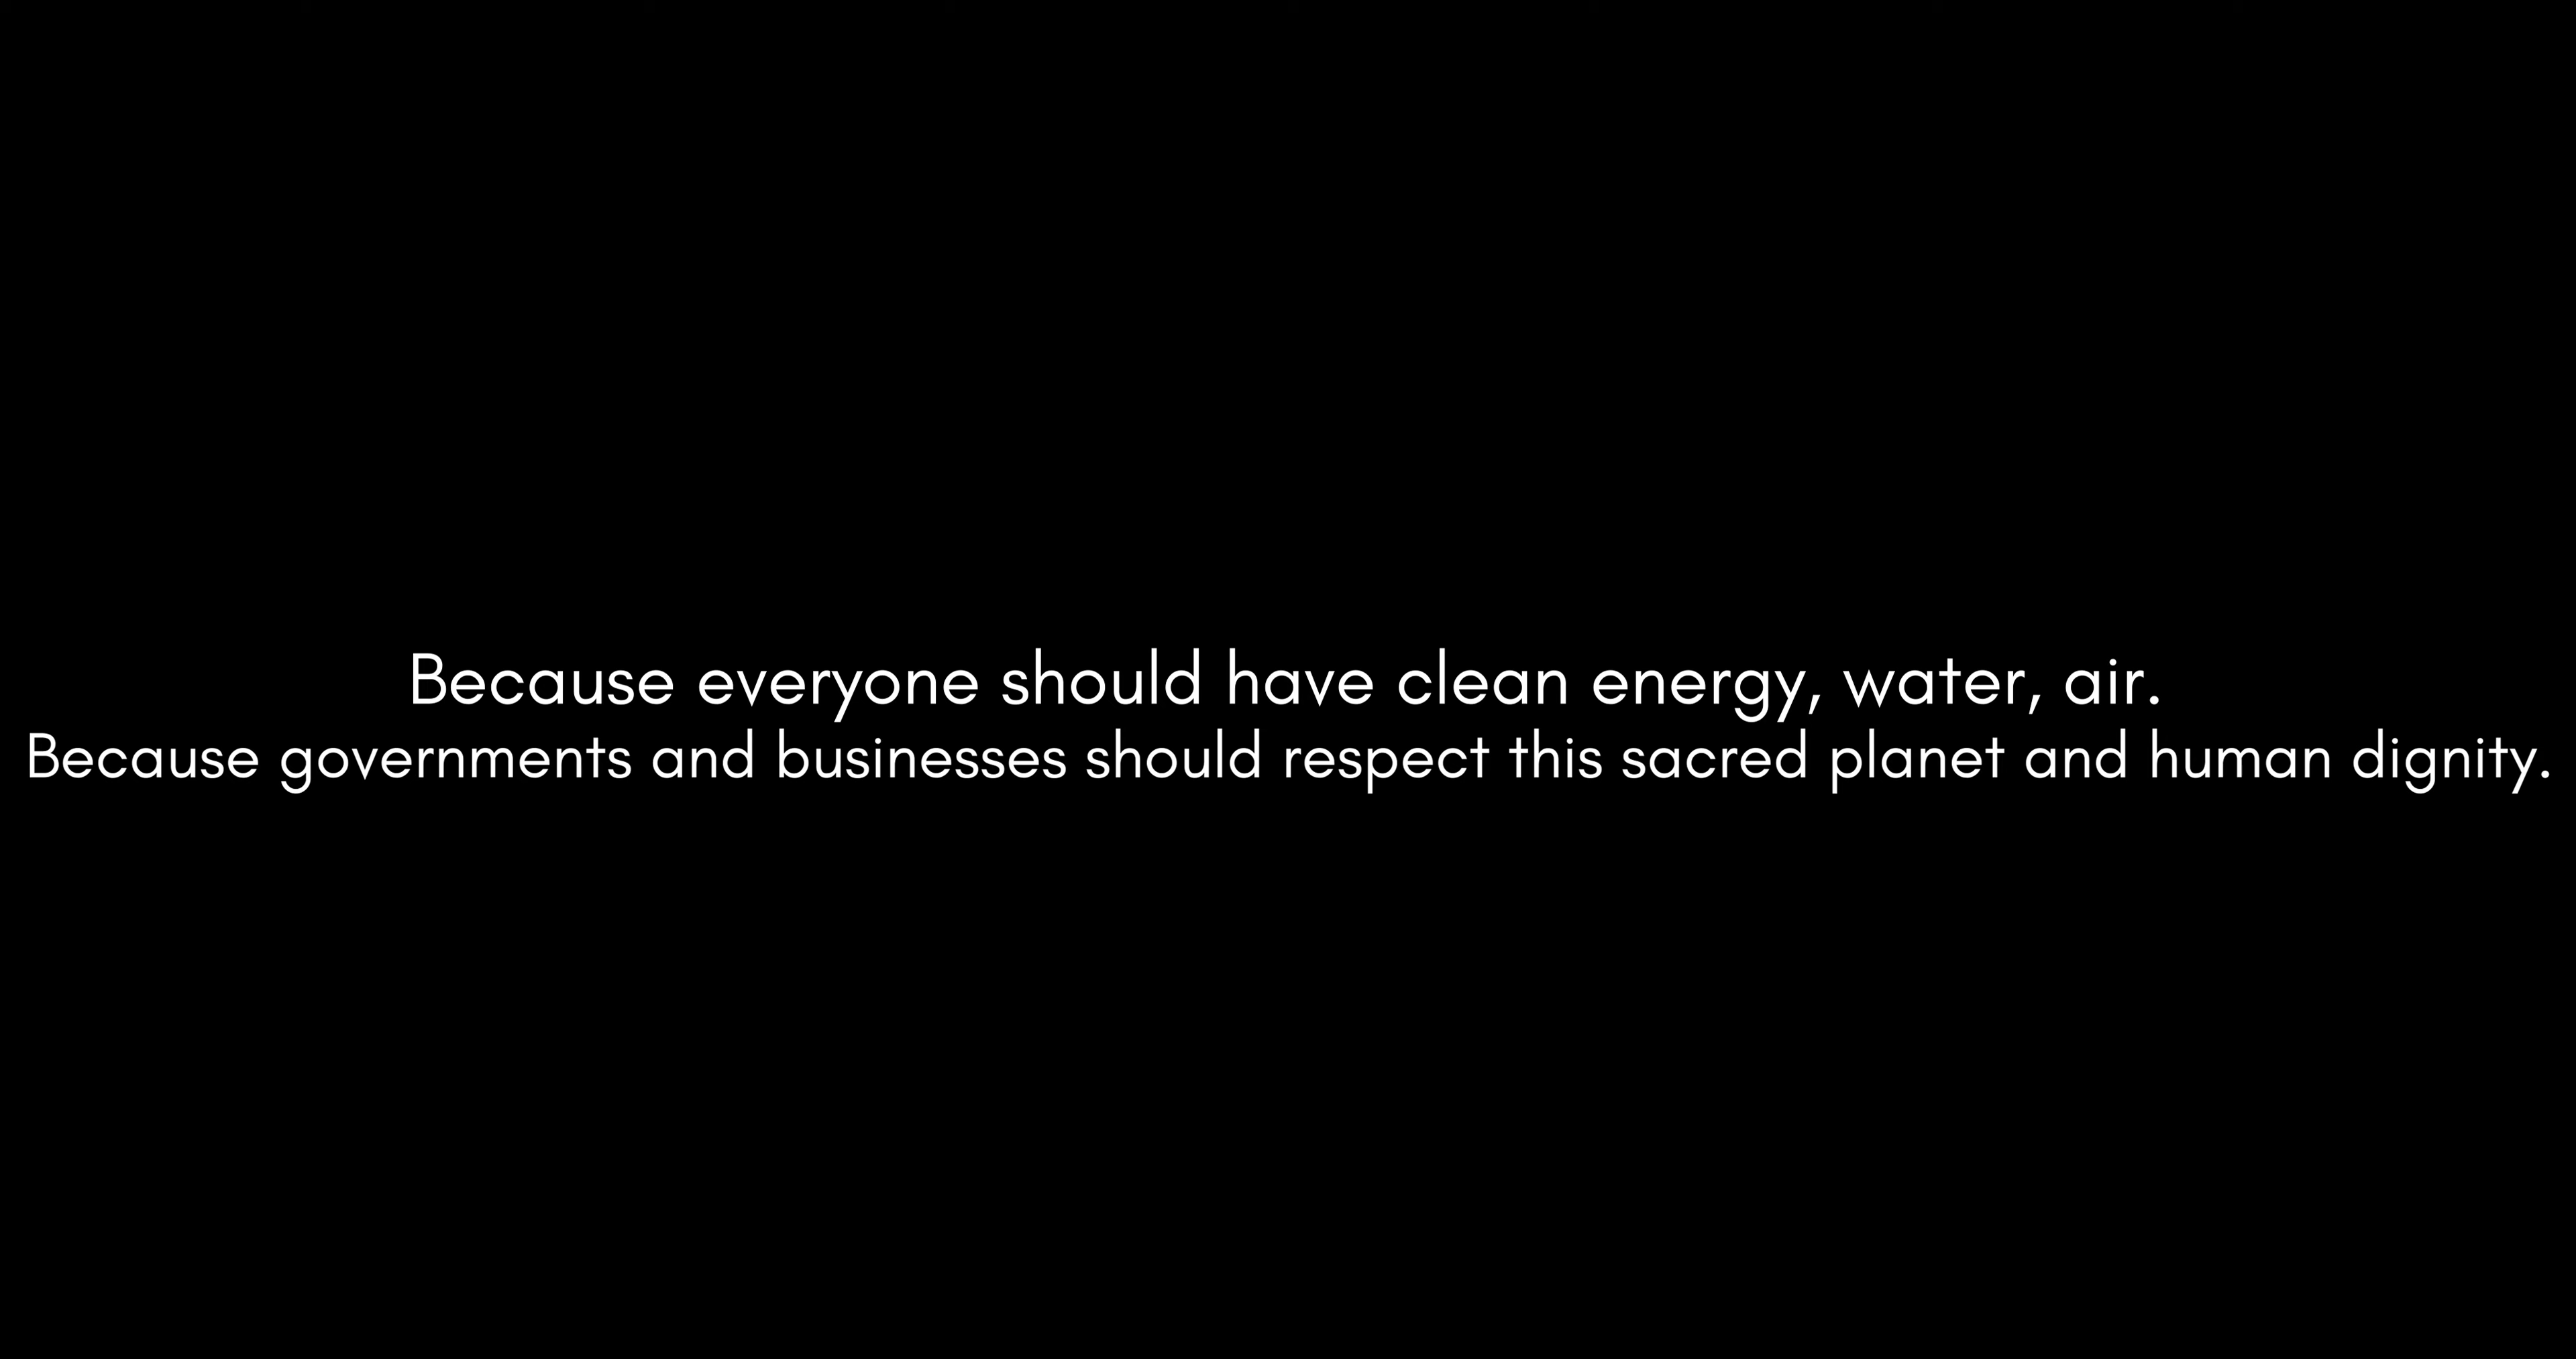 Because everyone should have clean energy, water, air.
Because governments and businesses should respect this sacred planet and human dignity.